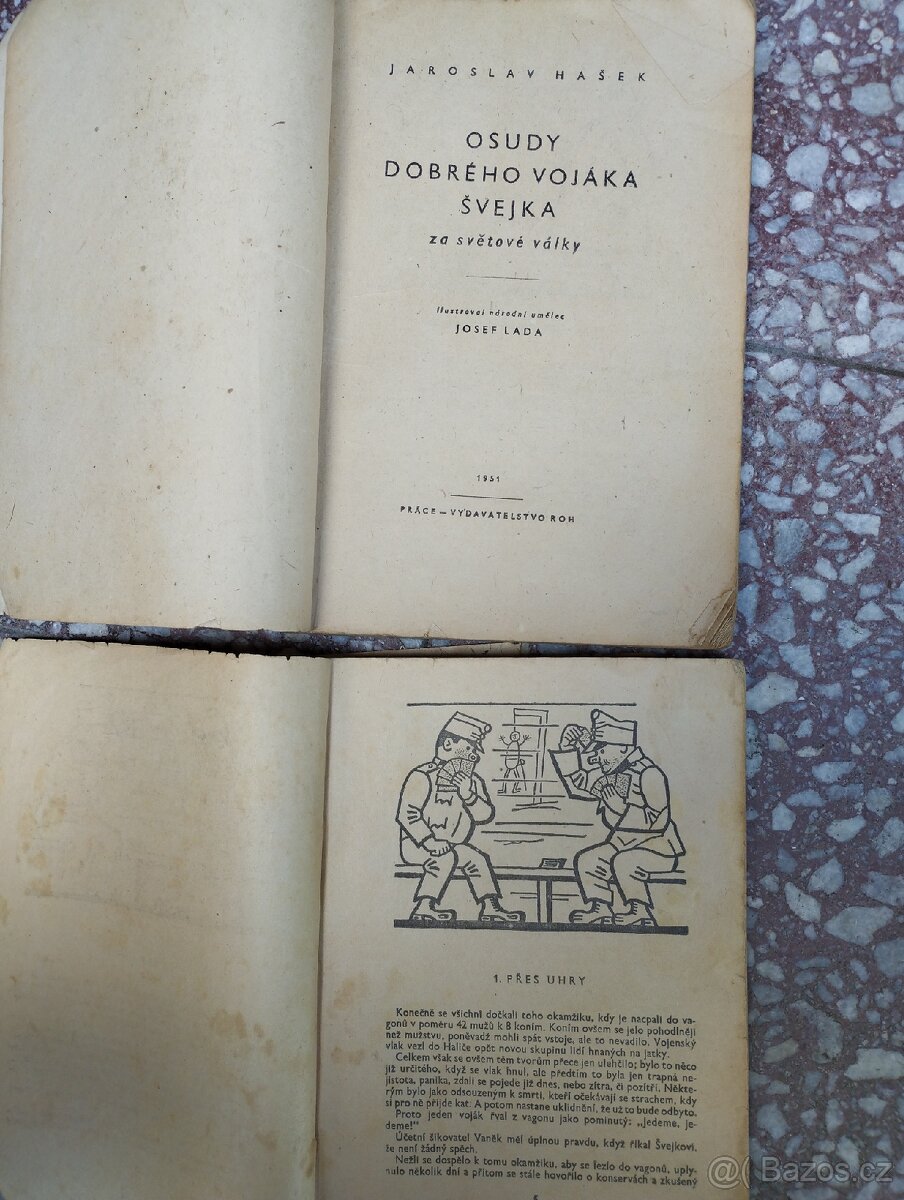 JAROSLAV HAŠEK
OSUDY
DOBRÉHO VOJÁKA
ŠVEJKA
za světové války
ilustroval národní umělec
JOSEF LADA
1951
PRÁCE — VYDAVATELSTVO ROH
1. PŘES UHRY
Konečně se všichni dočkali toho okamžiku, kdy je nacpali do va-
gonů v poměru 42 mužů k 8 koním. Koním ovšem se jelo pohodlněji
než mužstvu, poněvadž mohli spát vstoje, ale to nevadilo. Vojenský
vlak vezl do Haliče opět novou skupinu lidí hnaných na jatky.
Celkem však se ovšem těm tvorům přece jen ulehčilo; bylo to něco
již určitého, když se vlak hnul, ale předtím to byla jen trapná ne-
jistota, panika, zdali se pojede již dnes, nebo zítra, či pozítří. Někte-
rým bylo jako odsouzeným k smrti, kteří očekávají se strachem, kdy
si pro ně přijde kat. A potom nastane uklidnění, že už to bude odbyto.
Proto jeden voják řval z vagonu jako pominutý: „Jedeme, je-
deme!"
Účetní šikovatel Vaněk měl úplnou pravdu, když říkal Švejkovi,
že není žádný spěch.
Nežli se dospělo k tomu okamžiku, aby se lezlo do vagonů, uply-
nulo několik dní a přitom se stále hovořilo o konservách a zkušený
5
@Bazos.cz